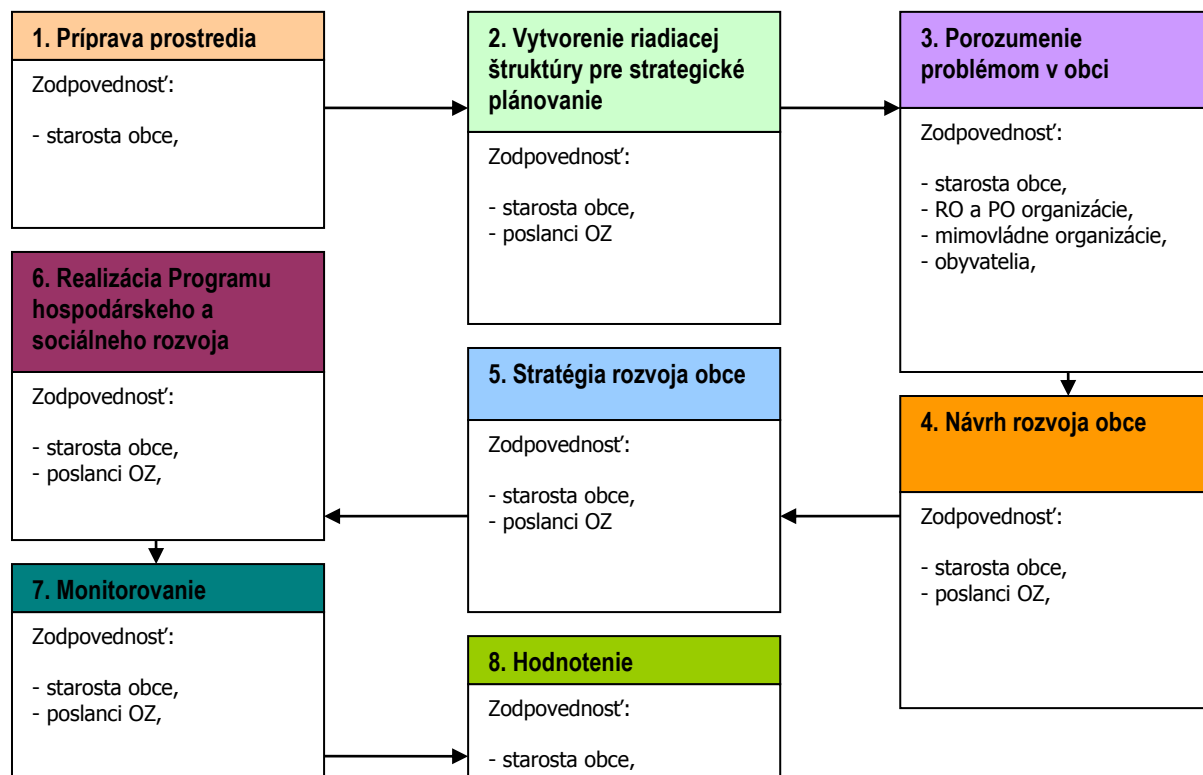 1. Príprava prostredia
Zodpovednosť:
- starosta obce,
2. Vytvorenie riadiacej
štruktúry pre strategické
plánovanie
Zodpovednosť:
- starosta obce,
- poslanci OZ
3. Porozumenie
problémom v obci
Zodpovednosť:
- starosta obce,
- RO a PO organizácie,
- mimovládne organizácie,
- obyvatelia,
4. Návrh rozvoja obce
Zodpovednosť:
- starosta obce,
- poslanci OZ,
5. Stratégia rozvoja obce
Zodpovednosť:
- starosta obce,
- poslanci OZ
6. Realizácia Programu
hospodárskeho a
sociálneho rozvoja
Zodpovednosť:
- starosta obce,
- poslanci OZ,
7. Monitorovanie
Zodpovednosť:
- starosta obce,
- poslanci OZ,
8. Hodnotenie
Zodpovednosť:
- starosta obce,